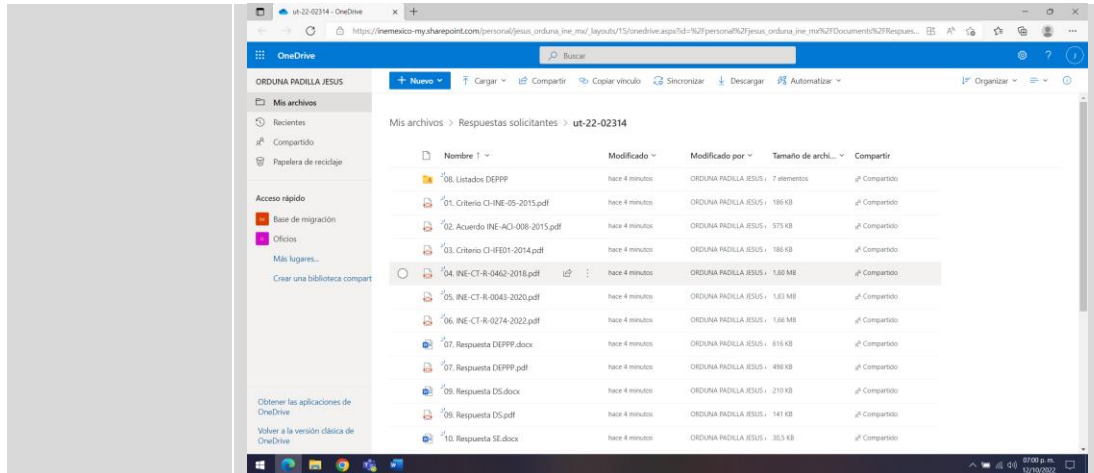 ut-22-02314 - OneDrive
https://inemexico-my.sharepoint.com/personal/jesus_orduna_ine_mx/_layouts/15/onedrive.aspx?id=%2Fpersonal%2Fjesus_orduna_ine_mx%2FDocuments%2FRespues...
OneDrive
Buscar
ORDUNA PADILLA JESUS
Nuevo Cargar Compartir Copiar vínculo Sincronizar Descargar Automatizar Organizar
Mis archivos
Recientes
Compartido
Papelera de reciclaje
Acceso rápido
Base de migración
Oficios
Más lugares...
Crear una biblioteca compart
Obtener las aplicaciones de
OneDrive
Volver a la versión clásica de
OneDrive
Mis archivos > Respuestas solicitantes > ut-22-02314
Nombre Modificado Modificado por Tamaño de archi... Compartir
08. Listados DEPPP hace 4 minutos ORDUNA PADILLA JESUS 7 elementos Compartido
01. Criterio CI-INE-05-2015.pdf hace 4 minutos ORDUNA PADILLA JESUS 186 KB Compartido
02. Acuerdo INE-ACI-008-2015.pdf hace 4 minutos ORDUNA PADILLA JESUS 575 KB Compartido
03. Criterio CI-IFE01-2014.pdf hace 4 minutos ORDUNA PADILLA JESUS 186 KB Compartido
04. INE-CT-R-0462-2018.pdf hace 4 minutos ORDUNA PADILLA JESUS 1,60 MB Compartido
05. INE-CT-R-0043-2020.pdf hace 4 minutos ORDUNA PADILLA JESUS 1,83 MB Compartido
06. INE-CT-R-0274-2022.pdf hace 4 minutos ORDUNA PADILLA JESUS 1,66 MB Compartido
07. Respuesta DEPPP.docx hace 4 minutos ORDUNA PADILLA JESUS 616 KB Compartido
07. Respuesta DEPPP.pdf hace 4 minutos ORDUNA PADILLA JESUS 498 KB Compartido
09. Respuesta DS.docx hace 4 minutos ORDUNA PADILLA JESUS 210 KB Compartido
09. Respuesta DS.pdf hace 4 minutos ORDUNA PADILLA JESUS 141 KB Compartido
10. Respuesta SE.docx hace 4 minutos ORDUNA PADILLA JESUS 30,5 KB Compartido
07:00 p. m.
12/10/2022